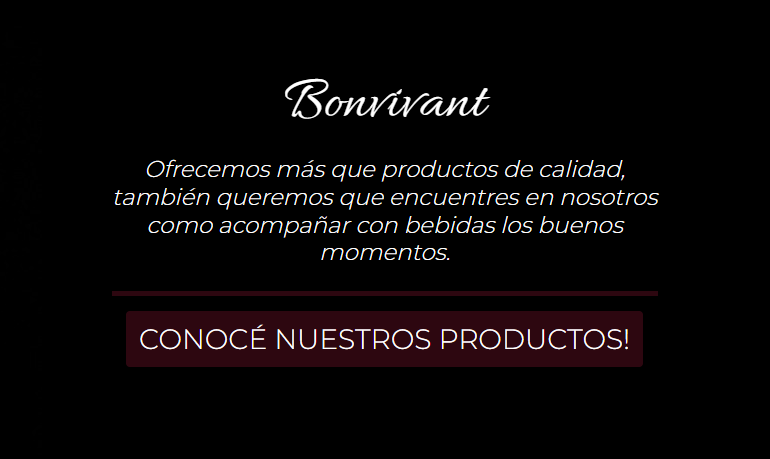 Bonvivant
Ofrecemos más que productos de calidad,
también queremos que encuentres en nosotros
como acompañar con bebidas los buenos
momentos.
CONOCÉ NUESTROS PRODUCTOS!